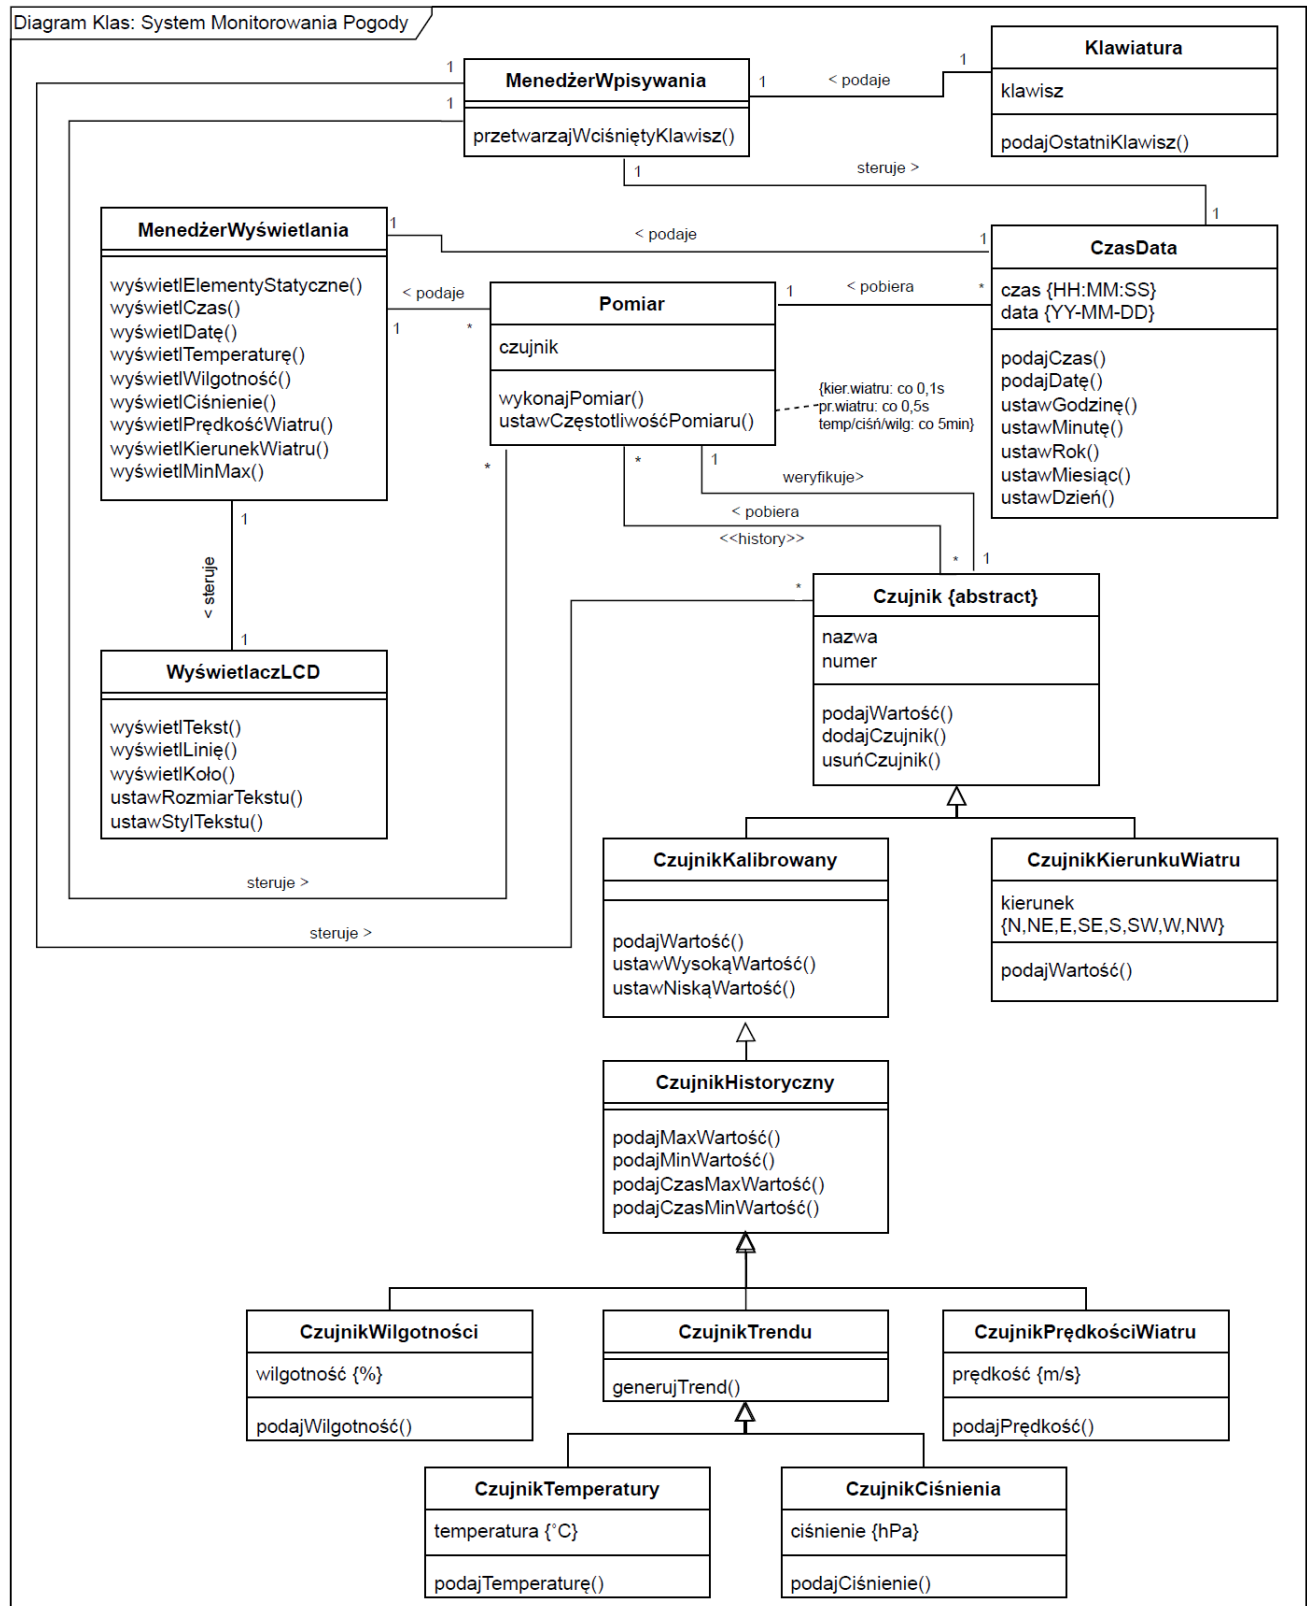 Diagram Klas: System Monitorowania Pogody
MenedżerWpisywania
przetwarzajWciśniętyKlawisz()
1
1
1
< podaje
1
Klawiatura
klawisz
podajOstatniKlawisz()
1
steruje >
1
MenedżerWyświetlania
wyświetlElementyStatyczne()
wyświetlCzas()
wyświetlDatę()
wyświetlTemperaturę()
wyświetlWilgotność()
wyświetlCiśnienie()
wyświetlPrędkośćWiatru()
wyświetlKierunekWiatru()
wyświetlMinMax()
1
< podaje
1
CzasData
czas {HH:MM:SS}
data {YY-MM-DD}
podajCzas()
podajDatę()
ustawGodzinę()
ustawMinutę()
ustawRok()
ustawMiesiąc()
ustawDzień()
< podaje
1
*
Pomiar
czujnik
wykonajPomiar()
ustawCzęstotliwośćPomiaru()
1
< pobiera
*
{kier.wiatru: co 0,1s
pr.wiatru: co 0,5s
temp/ciśń/wilg: co 5min}
*
*
1
weryfikuje>
< pobiera
<<history>>
*
1
1
< steruje
1
WyświetlaczLCD
wyświetlTekst()
wyświetlLinię()
wyświetlKoło()
ustawRozmiarTekstu()
ustawStylTekstu()
*
Czujnik {abstract}
nazwa
numer
podajWartość()
dodajCzujnik()
usuńCzujnik()
steruje >
steruje >
CzujnikKalibrowany
podajWartość()
ustawWysokąWartość()
ustawNiskąWartość()
CzujnikKierunkuWiatru
kierunek
{N,NE,E,SE,S,SW,W,NW}
podajWartość()
CzujnikHistoryczny
podajMaxWartość()
podajMinWartość()
podajCzasMaxWartość()
podajCzasMinWartość()
CzujnikWilgotności
wilgotność {%}
podajWilgotność()
CzujnikTrendu
generujTrend()
CzujnikPrędkościWiatru
prędkość {m/s}
podajPrędkość()
CzujnikTemperatury
temperatura {°C}
podajTemperaturę()
CzujnikCiśnienia
ciśnienie {hPa}
podajCiśnienie()